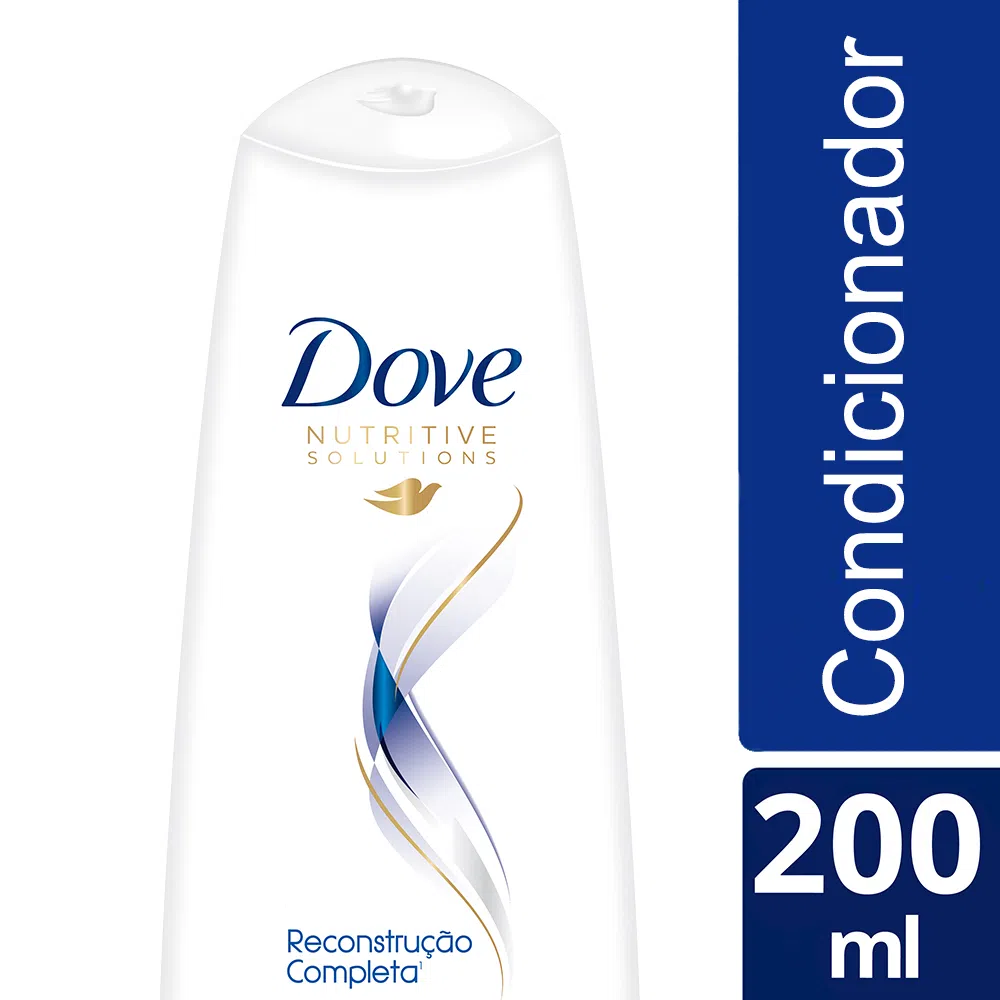 Dove
NUTRITIVE
SOLUTIONS
Reconstrução
Completa¹
Condicionador
200
ml